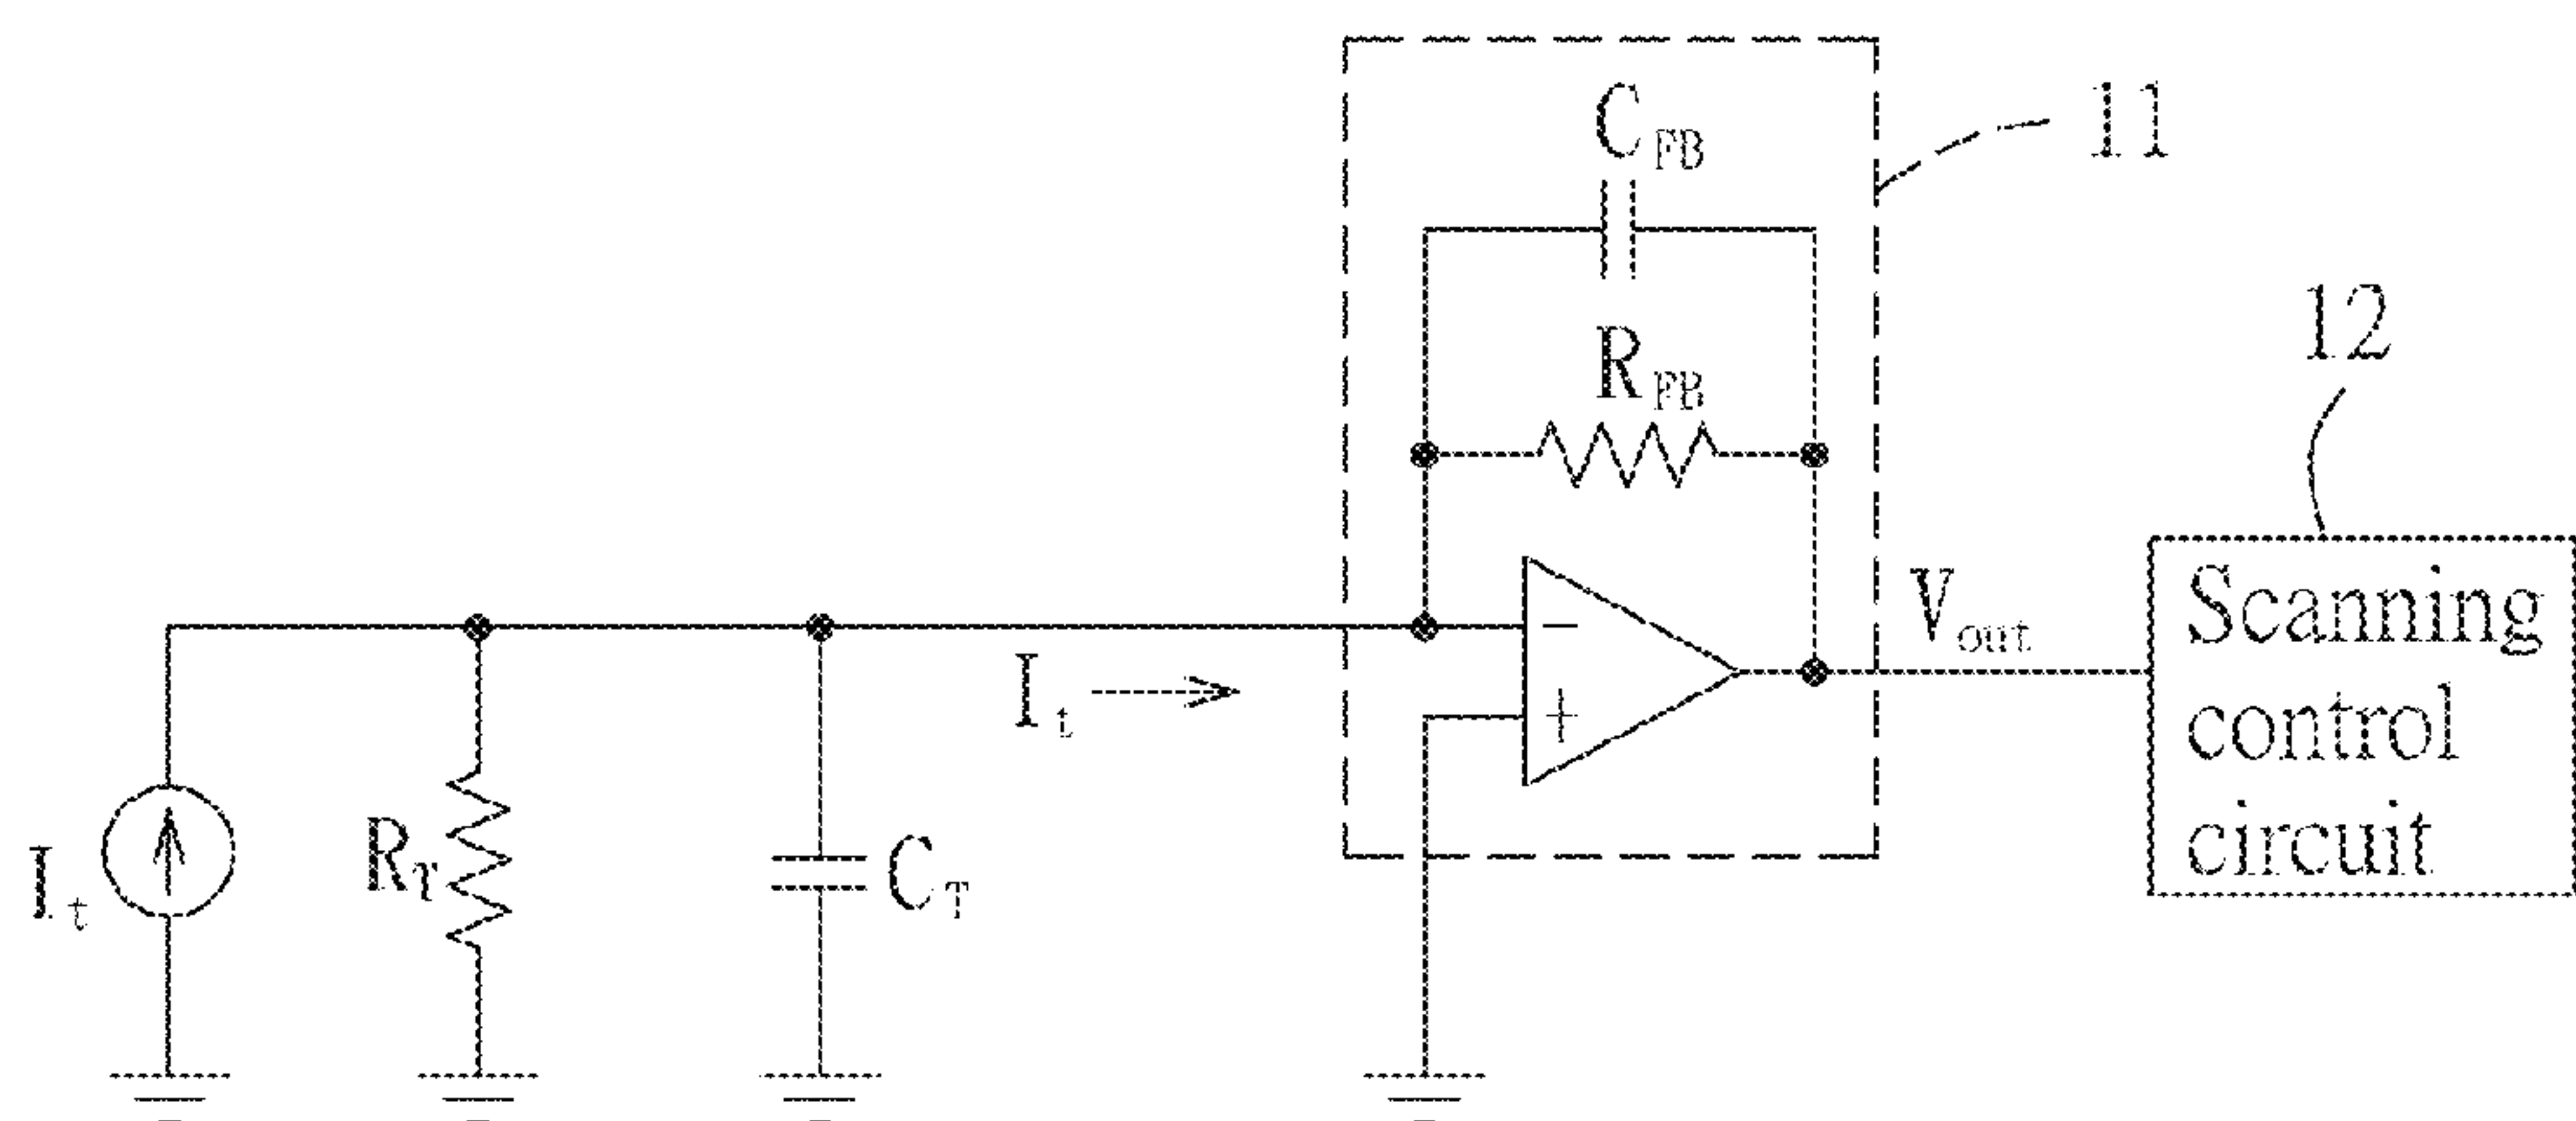 C_FB
11
R_FB
12
V_out
Scanning
control
circuit
−
+
I_t
I_t
R_T
C_T